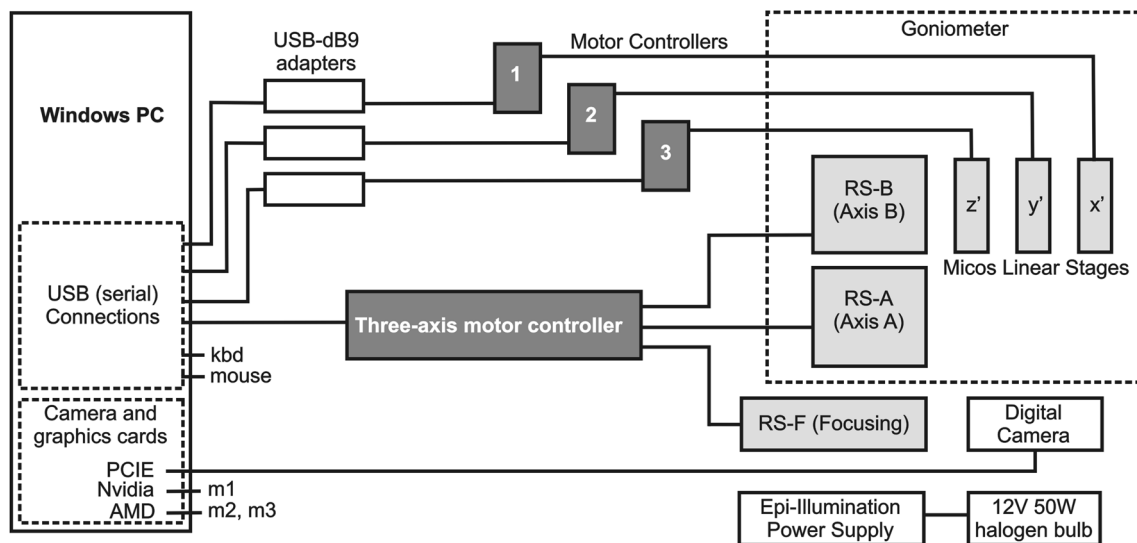 Windows PC
USB-dB9
adapters
Motor Controllers
1
2
3
Goniometer
RS-B
(Axis B)
z'
y'
x'
Micos Linear Stages
RS-A
(Axis A)
USB (serial)
Connections
Three-axis motor controller
kbd
mouse
RS-F (Focusing)
Digital
Camera
Camera and
graphics cards
PCIE
Nvidia
m1
AMD
m2, m3
Epi-Illumination
Power Supply
12V 50W
halogen bulb